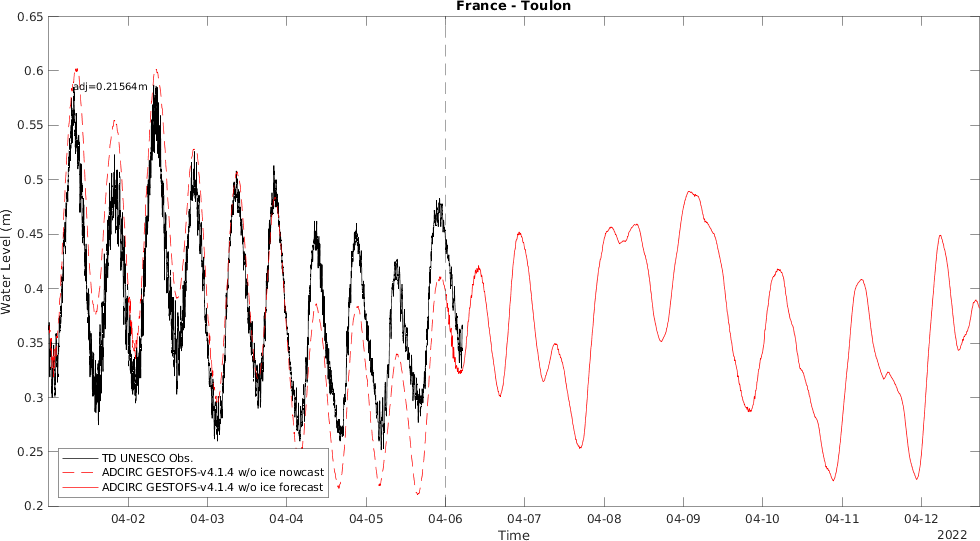 France - Toulon
0.65
0.6
adj=0.21564m
0.55
0.5
0.45
0.4
0.35
0.3
0.25
0.2
Water Level (m)
TD UNESCO Obs.
ADCIRC GESTOFS-v4.1.4 w/o ice nowcast
ADCIRC GESTOFS-v4.1.4 w/o ice forecast
04-02 04-03 04-04 04-05 04-06 04-07 04-08 04-09 04-10 04-11 04-12
Time
2022